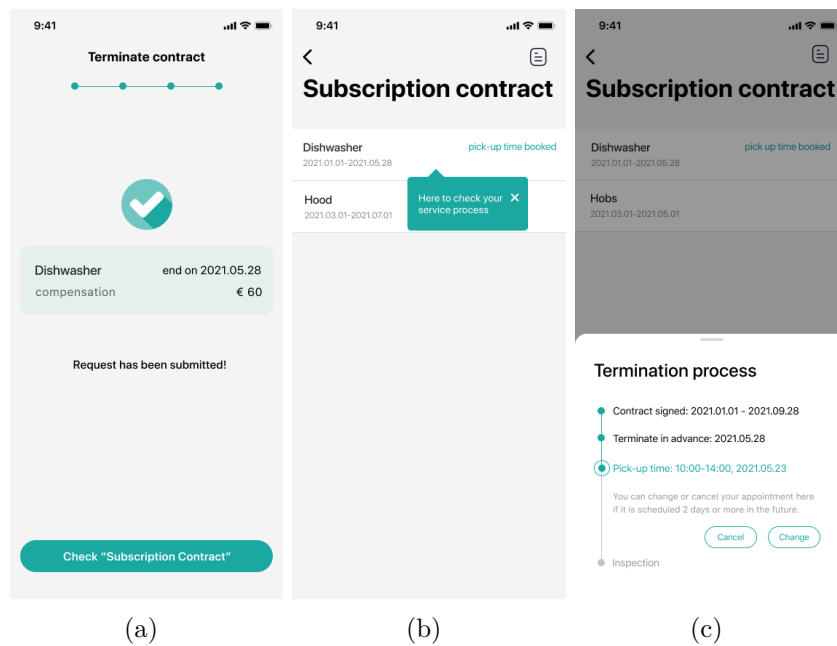 9:41
Terminate contract
Dishwasher end on 2021.05.28
compensation € 60
Request has been submitted!
Check “Subscription Contract”
(a)
9:41
Subscription contract
Dishwasher pick-up time booked
2021.01.01-2021.05.28
Hood
2021.03.01-2021.07.01
Here to check your
service process
(b)
9:41
Subscription contract
Dishwasher pick up time booked
2021.01.01-2021.05.28
Hobs
2021.03.01-2021.05.01
Termination process
Contract signed: 2021.01.01 - 2021.09.28
Terminate in advance: 2021.05.28
Pick-up time: 10:00-14:00, 2021.05.23
You can change or cancel your appointment here
if it is scheduled 2 days or more in the future.
Cancel Change
Inspection
(c)